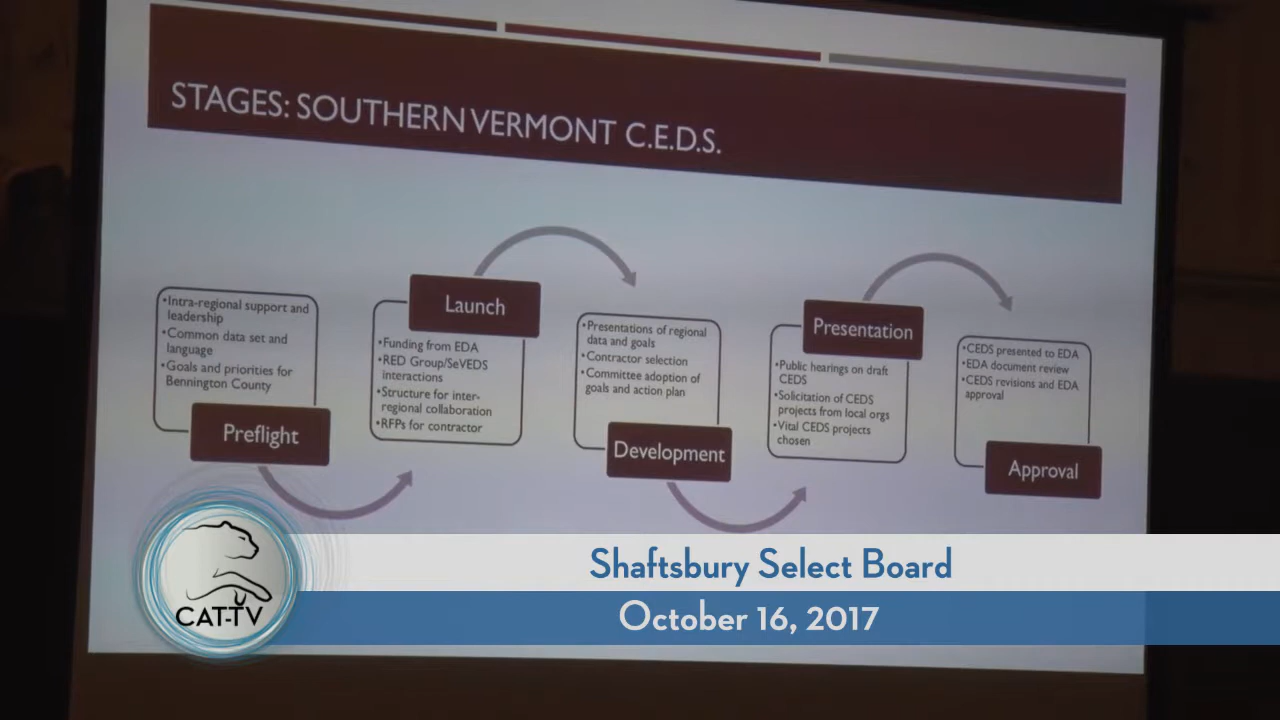 STAGES: SOUTHERN VERMONT C.E.D.S.
•Intra-regional support and
leadership
•Common data set and
language
•Goals and priorities for
Bennington County
Preflight
Launch
•Funding from EDA
•RED Group/SeVEDS
interactions
•Structure for inter-
regional collaboration
•RFPs for contractor
•Presentations of regional
data and goals
•Contractor selection
•Committee adoption of
goals and action plan
Development
Presentation
•Public hearings on draft
CEDS
•Solicitation of CEDS
projects from local orgs
•Vital CEDS projects
chosen
•CEDS presented to EDA
•EDA document review
•CEDS revisions and EDA
approval
Approval
CAT-TV
Shaftsbury Select Board
October 16, 2017